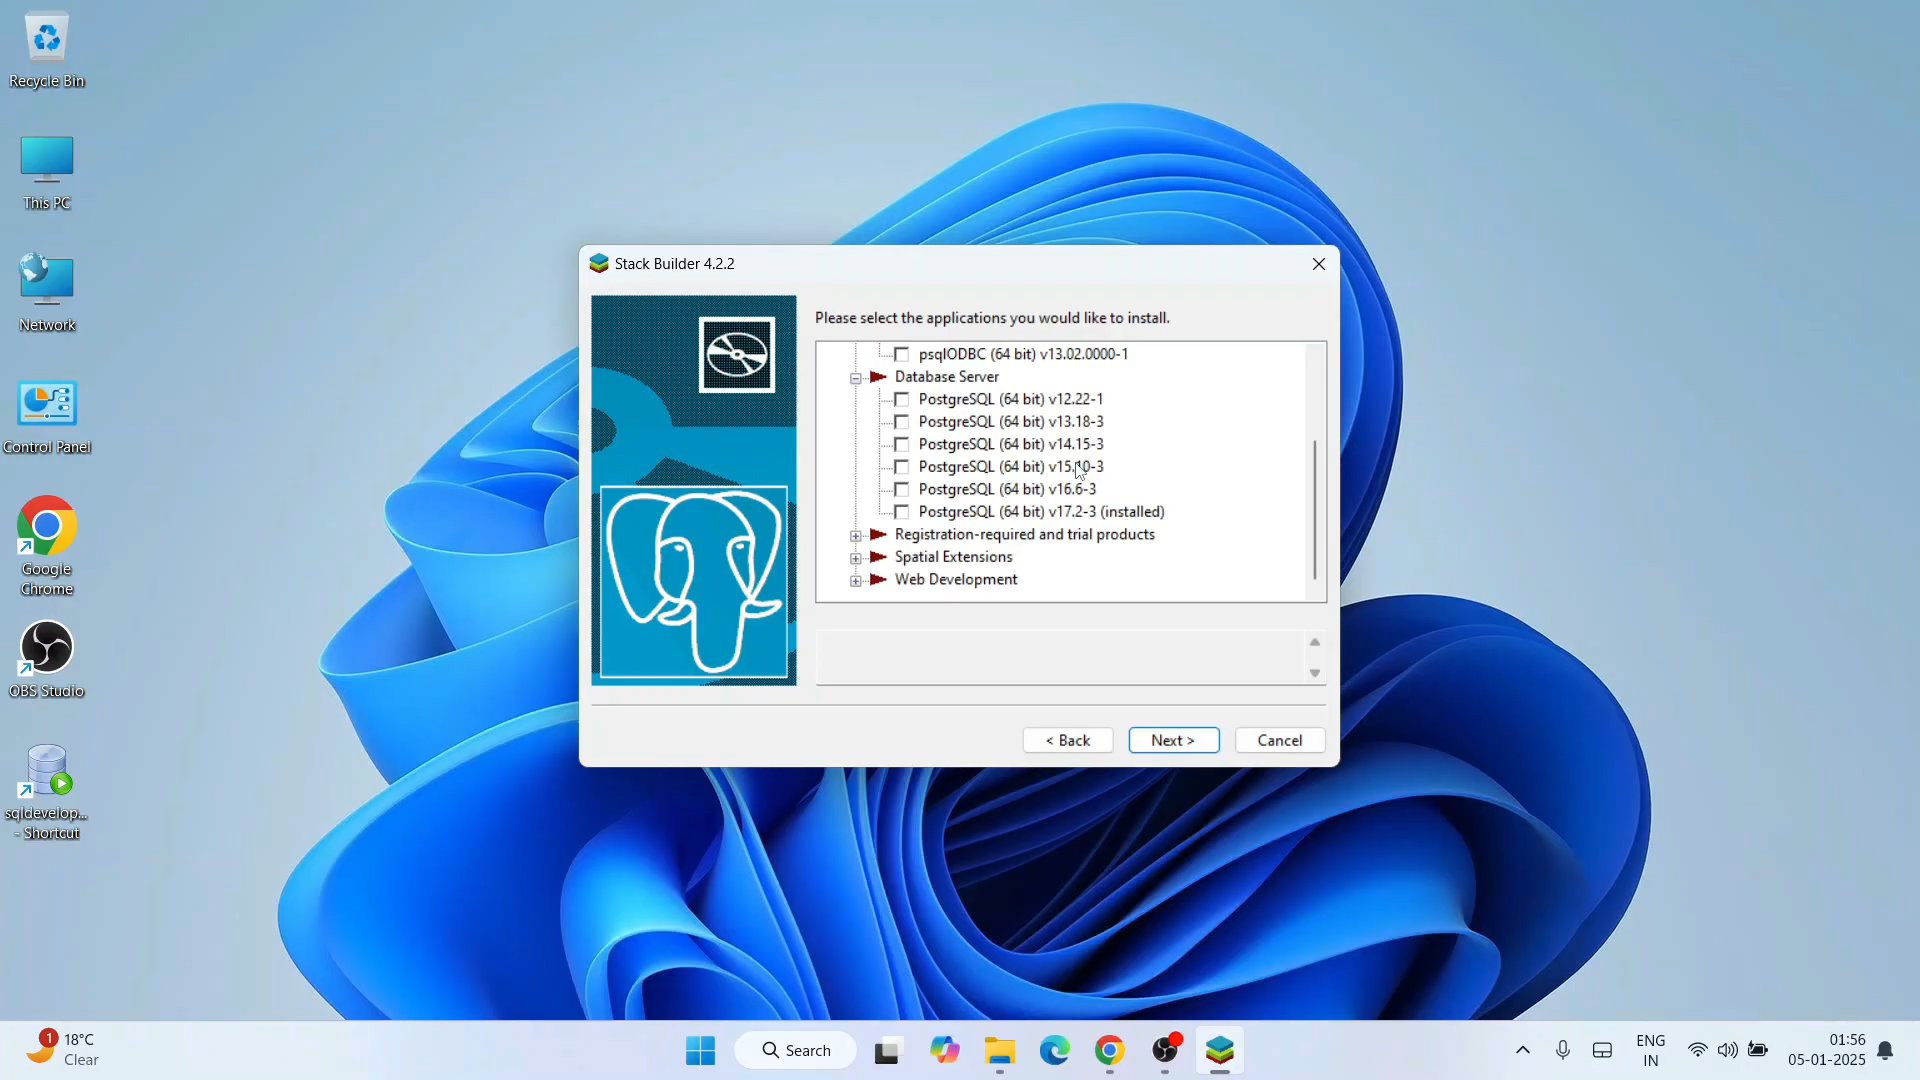 Recycle Bin
This PC
Network
Control Panel
Google
Chrome
OBS Studio
sqldevelop...
- Shortcut
Stack Builder 4.2.2
Please select the applications you would like to install.
psqlODBC (64 bit) v13.02.0000-1
Database Server
PostgreSQL (64 bit) v12.22-1
PostgreSQL (64 bit) v13.18-3
PostgreSQL (64 bit) v14.15-3
PostgreSQL (64 bit) v15.10-3
PostgreSQL (64 bit) v16.6-3
PostgreSQL (64 bit) v17.2-3 (installed)
Registration-required and trial products
Spatial Extensions
Web Development
< Back
Next >
Cancel
1
18°C
Clear
Search
ENG
IN
01:56
05-01-2025